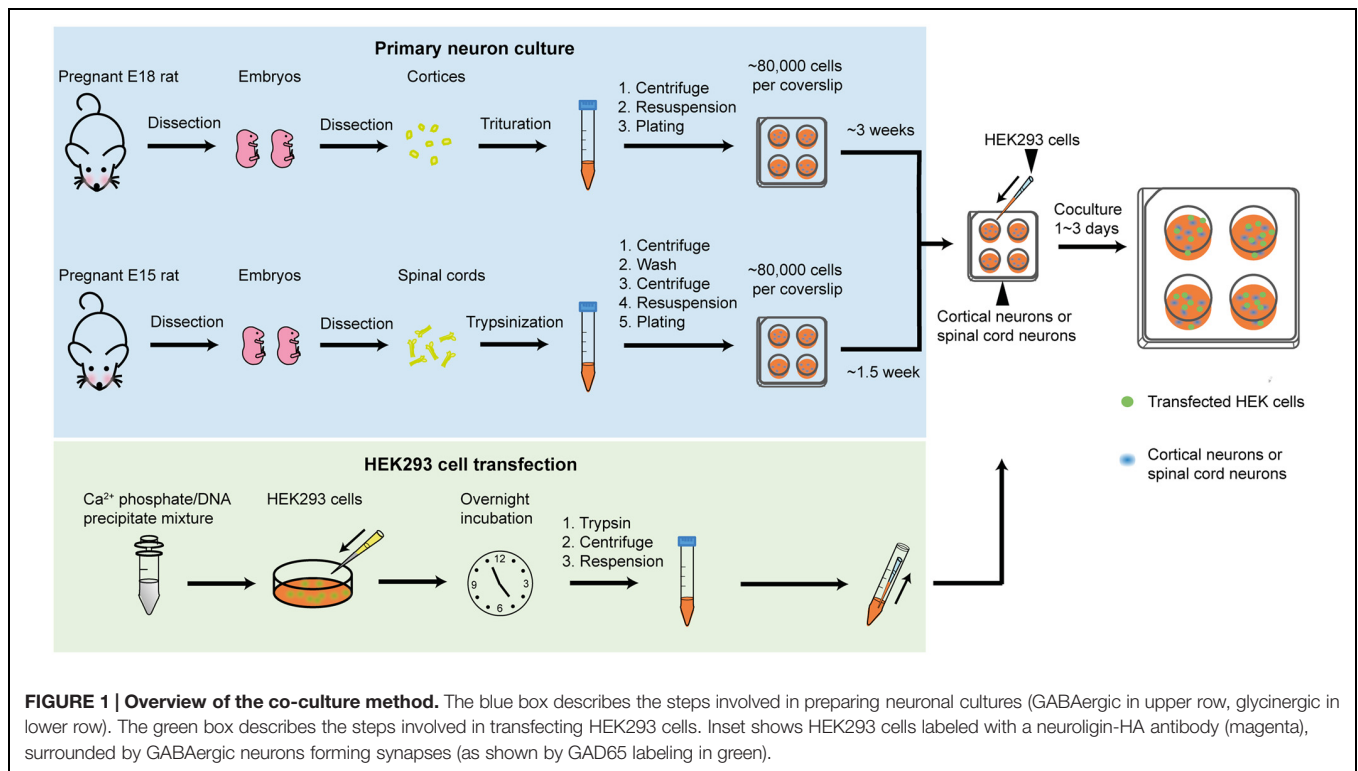 Primary neuron culture
Pregnant E18 rat
Dissection
Embryos
Dissection
Cortices
Trituration
1. Centrifuge
2. Resuspension
3. Plating
~80,000 cells
per coverslip
~3 weeks
Pregnant E15 rat
Dissection
Embryos
Dissection
Spinal cords
Trypsinization
1. Centrifuge
2. Wash
3. Centrifuge
4. Resuspension
5. Plating
~80,000 cells
per coverslip
~1.5 week
HEK293 cells
Cortical neurons or
spinal cord neurons
Coculture
1~3 days
Transfected HEK cells
Cortical neurons or
spinal cord neurons
HEK293 cell transfection
Ca²⁺ phosphate/DNA
precipitate mixture
HEK293 cells
Overnight
incubation
12
3
6
9
1. Trypsin
2. Centrifuge
3. Respension
FIGURE 1 | Overview of the co-culture method. The blue box describes the steps involved in preparing neuronal cultures (GABAergic in upper row, glycinergic in
lower row). The green box describes the steps involved in transfecting HEK293 cells. Inset shows HEK293 cells labeled with a neuroligin-HA antibody (magenta),
surrounded by GABAergic neurons forming synapses (as shown by GAD65 labeling in green).